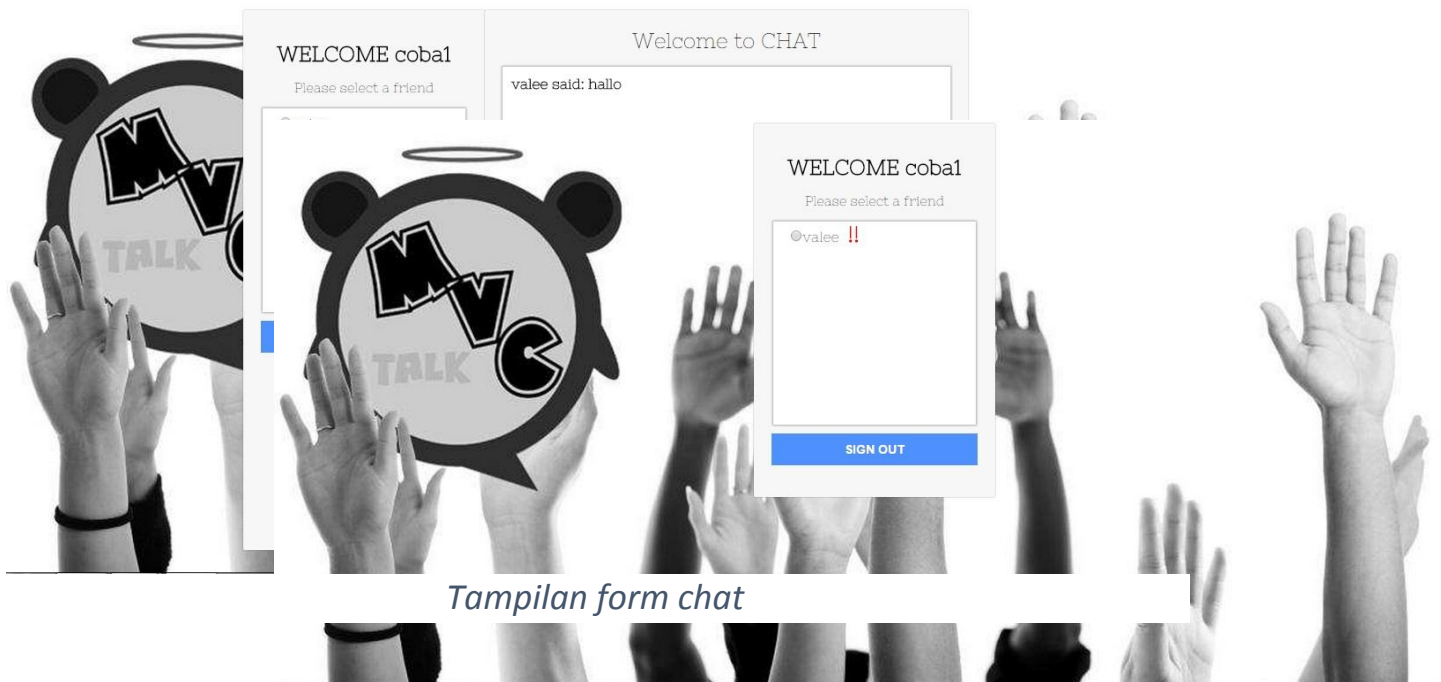 WELCOME coba1
Please select a friend
Welcome to CHAT
valee said: hallo
MV
TALK
WELCOME coba1
Please select a friend
valee !!
SIGN OUT
MVC
TALK
Tampilan form chat